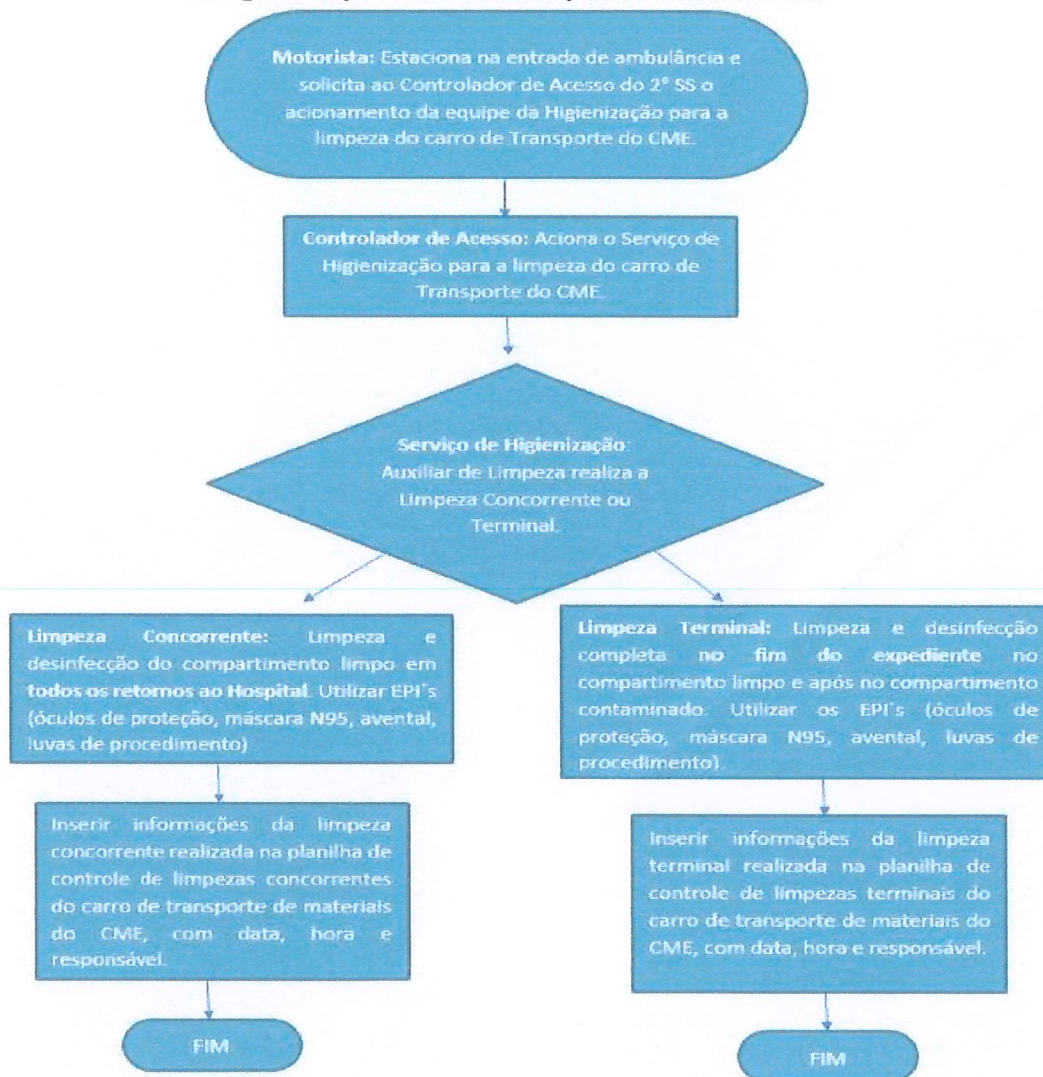 Motorista: Estaciona na entrada de ambulância e
solicita ao Controlador de Acesso do 2° SS o
acionamento da equipe da Higienização para a
limpeza do carro de Transporte do CME.
Controlador de Acesso: Aciona o Serviço de
Higienização para a limpeza do carro de
Transporte do CME.
Serviço de Higienização:
Auxiliar de Limpeza realiza a
Limpeza Concorrente ou
Terminal.
Limpeza Concorrente: Limpeza e
desinfecção do compartimento limpo em
todos os retornos ao Hospital. Utilizar EPI´s
(óculos de proteção, máscara N95, avental,
luvas de procedimento)
Inserir informações da limpeza
concorrente realizada na planilha de
controle de limpezas concorrentes
do carro de transporte de materiais
do CME, com data, hora e
responsável.
FIM
Limpeza Terminal: Limpeza e desinfecção
completa no fim do expediente no
compartimento limpo e após no compartimento
contaminado. Utilizar os EPI´s (óculos de
proteção, máscara N95, avental, luvas de
procedimento).
Inserir informações da limpeza
terminal realizada na planilha de
controle de limpezas terminais do
carro de transporte de materiais do
CME, com data, hora e responsável.
FIM